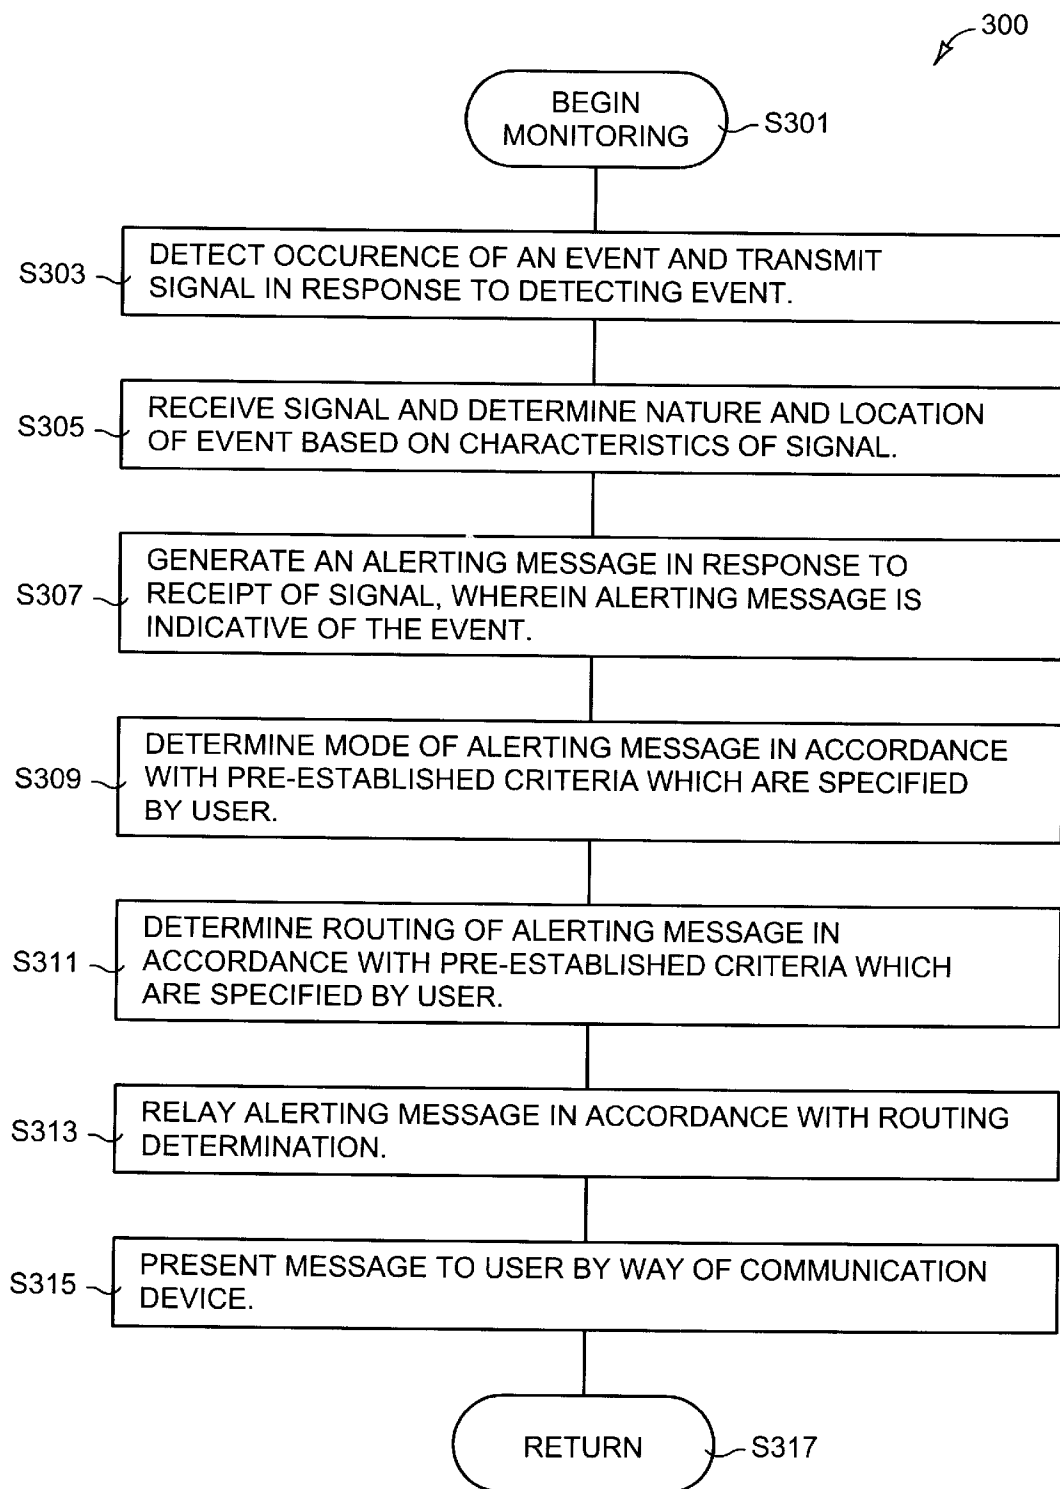 300
BEGIN
MONITORING
S301
S303
DETECT OCCURENCE OF AN EVENT AND TRANSMIT
SIGNAL IN RESPONSE TO DETECTING EVENT.
S305
RECEIVE SIGNAL AND DETERMINE NATURE AND LOCATION
OF EVENT BASED ON CHARACTERISTICS OF SIGNAL.
S307
GENERATE AN ALERTING MESSAGE IN RESPONSE TO
RECEIPT OF SIGNAL, WHEREIN ALERTING MESSAGE IS
INDICATIVE OF THE EVENT.
S309
DETERMINE MODE OF ALERTING MESSAGE IN ACCORDANCE
WITH PRE-ESTABLISHED CRITERIA WHICH ARE SPECIFIED
BY USER.
S311
DETERMINE ROUTING OF ALERTING MESSAGE IN
ACCORDANCE WITH PRE-ESTABLISHED CRITERIA WHICH
ARE SPECIFIED BY USER.
S313
RELAY ALERTING MESSAGE IN ACCORDANCE WITH ROUTING
DETERMINATION.
S315
PRESENT MESSAGE TO USER BY WAY OF COMMUNICATION
DEVICE.
RETURN
S317